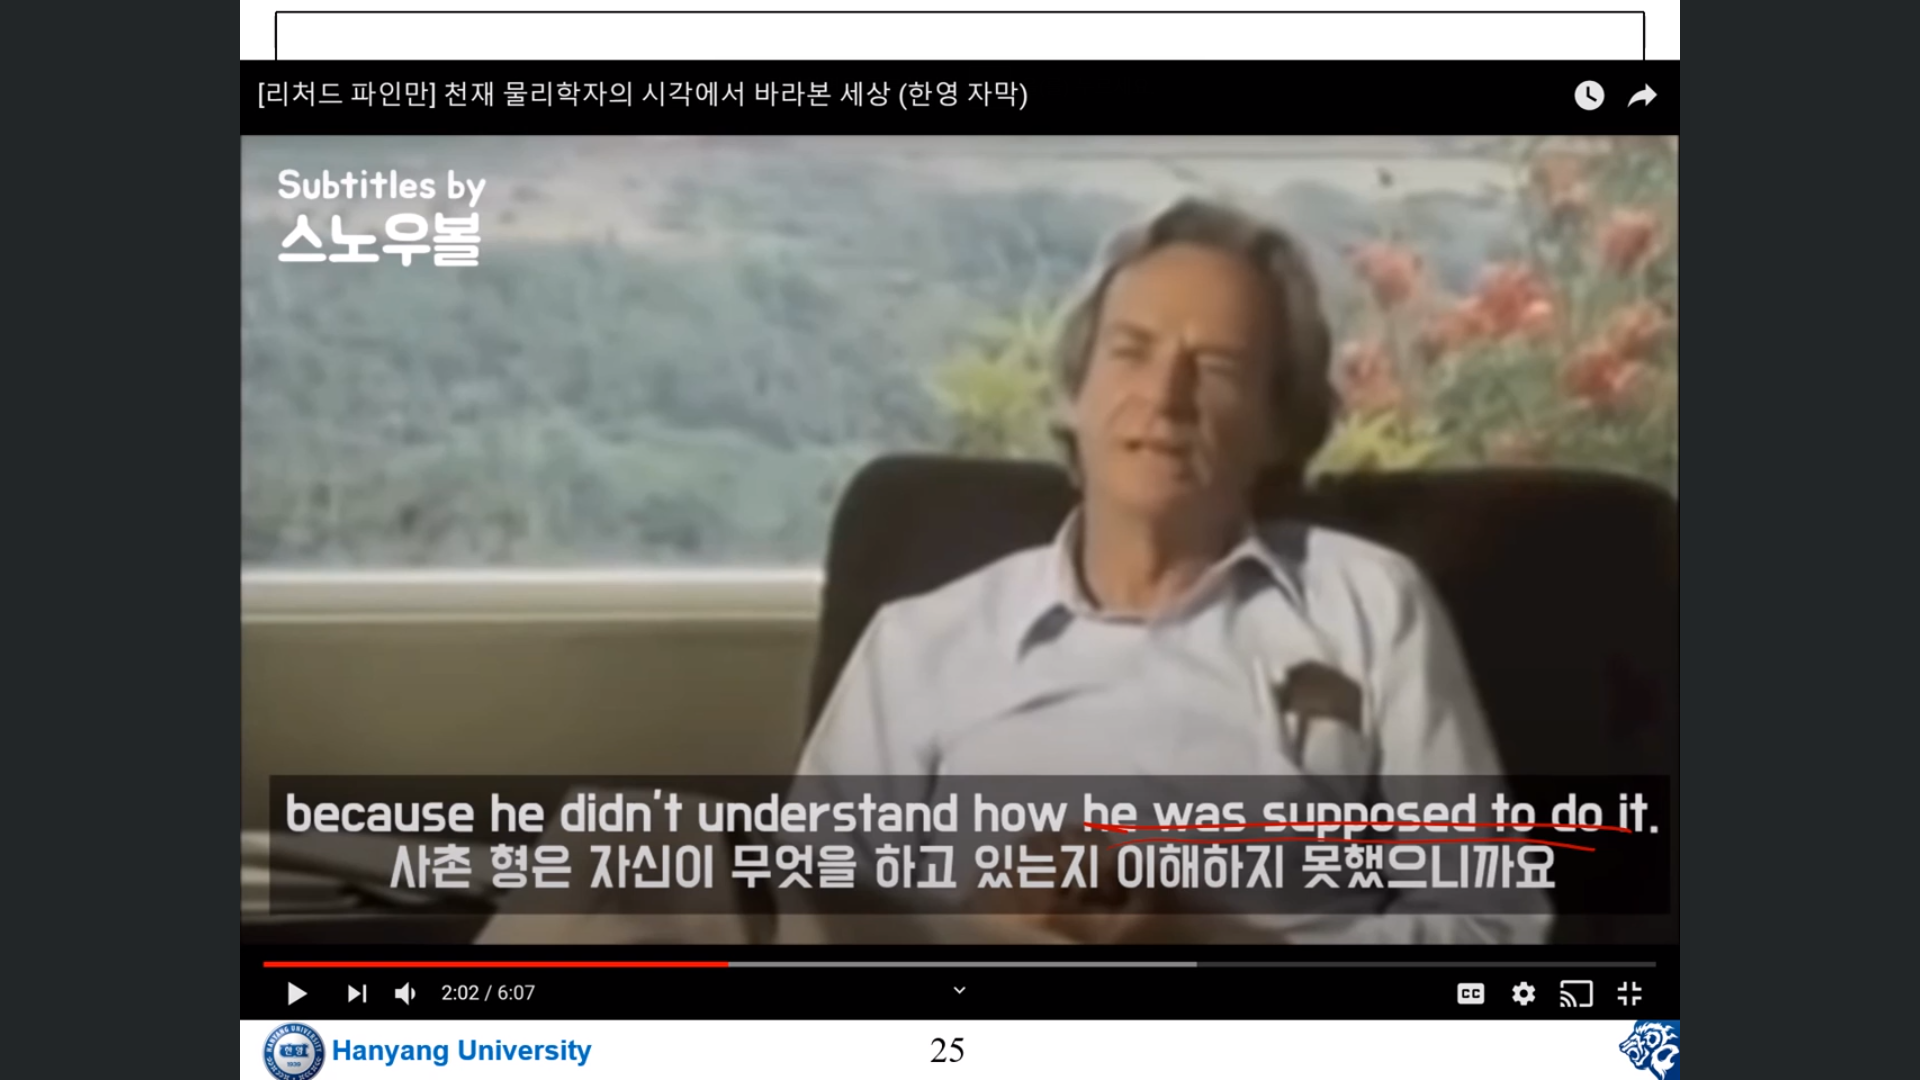 [리처드 파인만] 천재 물리학자의 시각에서 바라본 세상 (한영 자막)
Subtitles by
스노우볼
because he didn't understand how he was supposed to do it.
사촌 형은 자신이 무엇을 하고 있는지 이해하지 못했으니까요
2:02 / 6:07
CC
Hanyang University
25